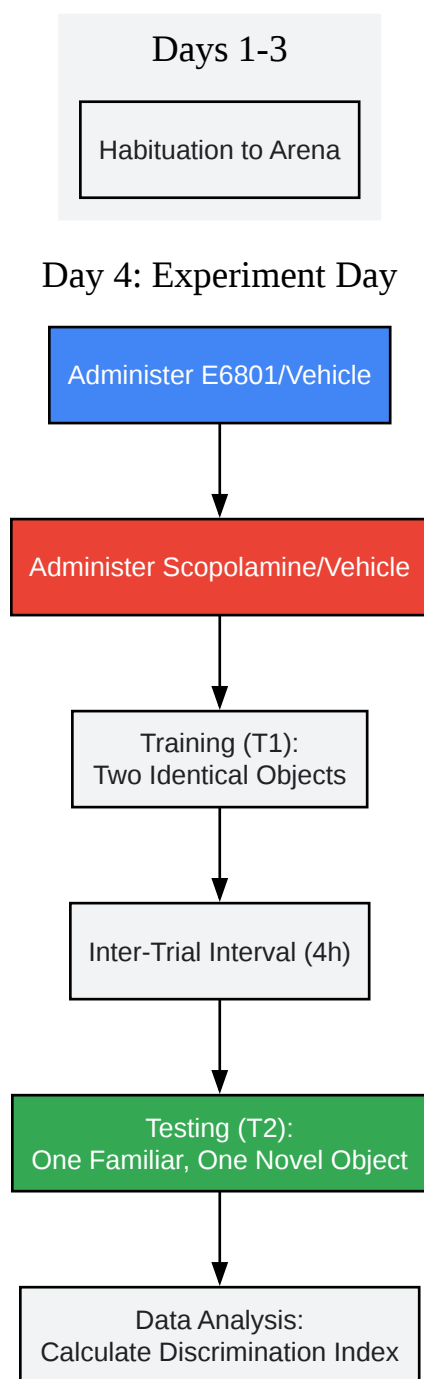 Days 1-3
Habituation to Arena
Day 4: Experiment Day
Administer E6801/Vehicle
Administer Scopolamine/Vehicle
Training (T1):
Two Identical Objects
Inter-Trial Interval (4h)
Testing (T2):
One Familiar, One Novel Object
Data Analysis:
Calculate Discrimination Index